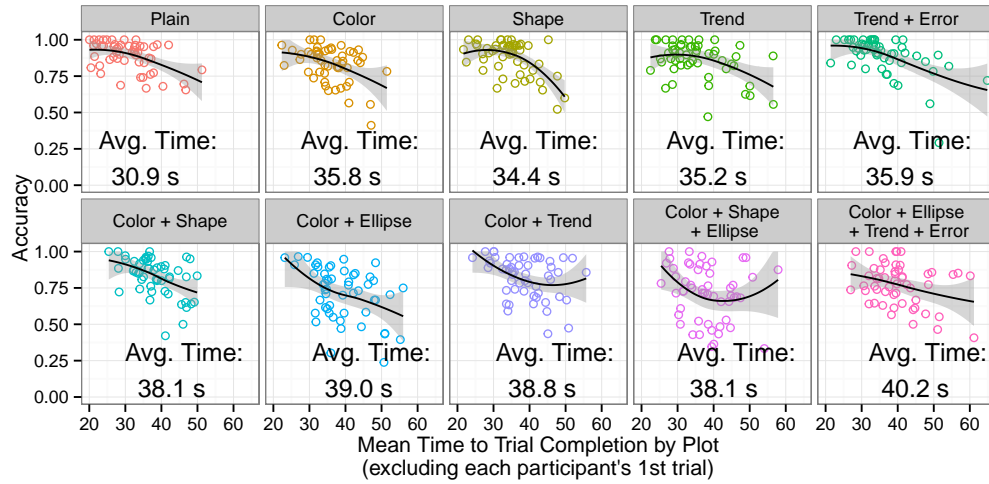 Plain
Color
Shape
Trend
Trend + Error
1.00
0.75
0.50
0.25
0.00
Avg. Time:
30.9 s
Avg. Time:
35.8 s
Avg. Time:
34.4 s
Avg. Time:
35.2 s
Avg. Time:
35.9 s
Accuracy
Color + Shape
Color + Ellipse
Color + Trend
Color + Shape
+ Ellipse
Color + Ellipse
+ Trend + Error
1.00
0.75
0.50
0.25
0.00
Avg. Time:
38.1 s
Avg. Time:
39.0 s
Avg. Time:
38.8 s
Avg. Time:
38.1 s
Avg. Time:
40.2 s
20 30 40 50 60
20 30 40 50 60
20 30 40 50 60
20 30 40 50 60
20 30 40 50 60
Mean Time to Trial Completion by Plot
(excluding each participant's 1st trial)